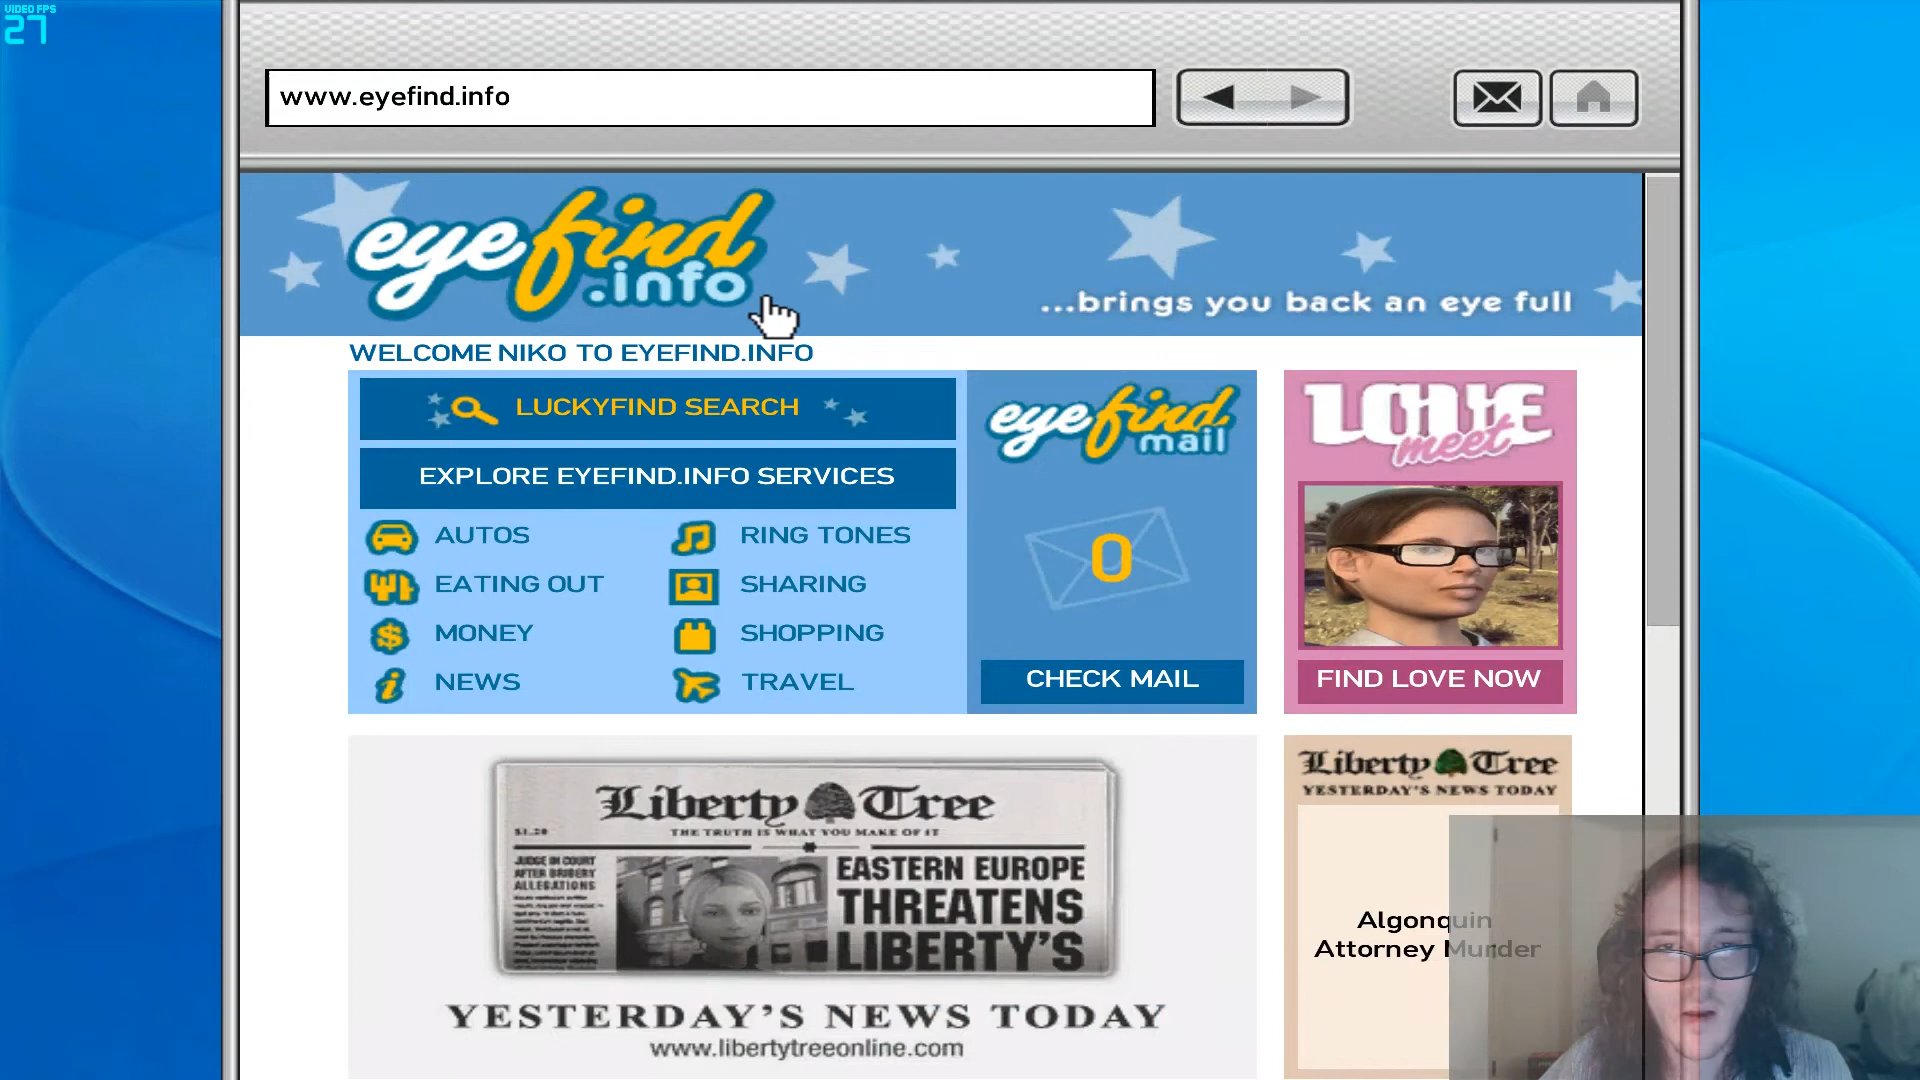 VIDEO FPS
27
www.eyefind.info
eyefind
.info
...brings you back an eye full
WELCOME NIKO TO EYEFIND.INFO
LUCKYFIND SEARCH
EXPLORE EYEFIND.INFO SERVICES
AUTOS
RING TONES
EATING OUT
SHARING
MONEY
SHOPPING
NEWS
TRAVEL
eyefind
mail
0
CHECK MAIL
LOVE
meet
FIND LOVE NOW
Liberty Tree
THE TRUTH IS WHAT YOU MAKE OF IT
$1.20
JUDGE IN COURT
AFTER BRIBERY
ALLEGATIONS
EASTERN EUROPE
THREATENS
LIBERTY'S
YESTERDAY'S NEWS TODAY
www.libertytreeonline.com
Liberty Tree
YESTERDAY'S NEWS TODAY
Algonquin
Attorney Murder